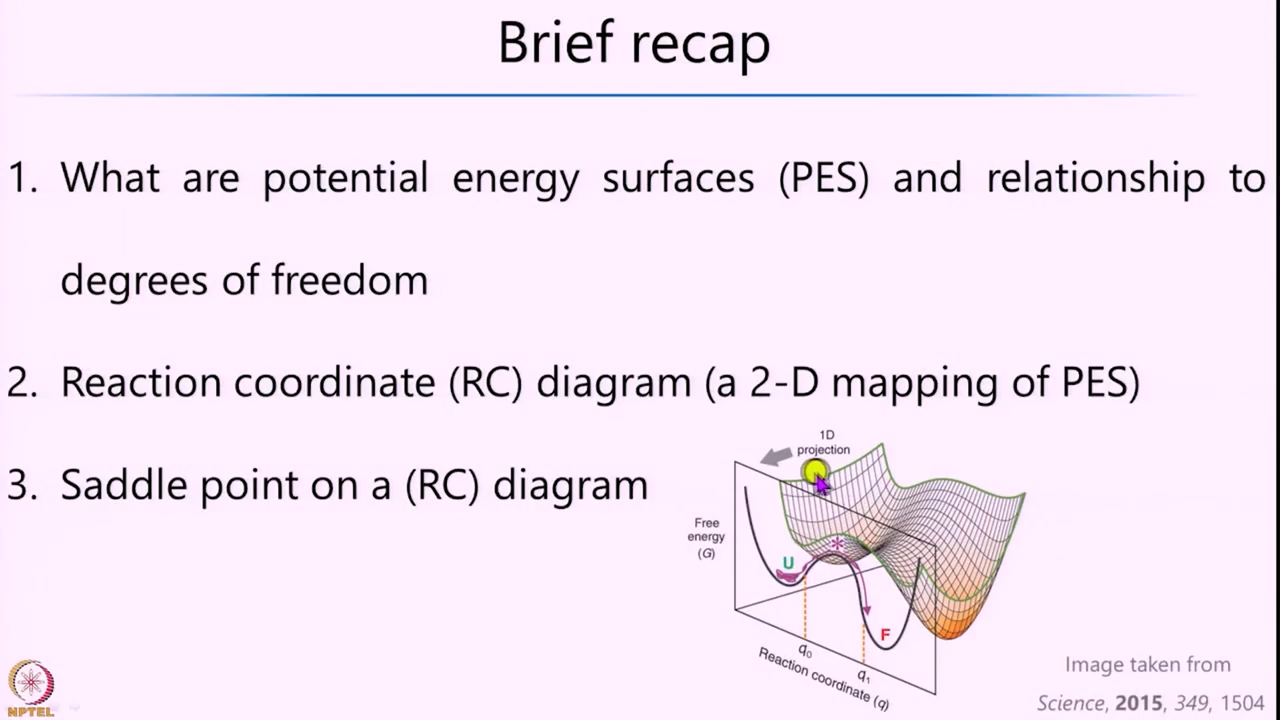 Brief recap
1. What are potential energy surfaces (PES) and relationship to
degrees of freedom
2. Reaction coordinate (RC) diagram (a 2-D mapping of PES)
3. Saddle point on a (RC) diagram
1D
projection
Free
energy
(G)
U
*
F
q₀
q₁
Reaction coordinate (q)
Image taken from
Science, 2015, 349, 1504
NPTEL